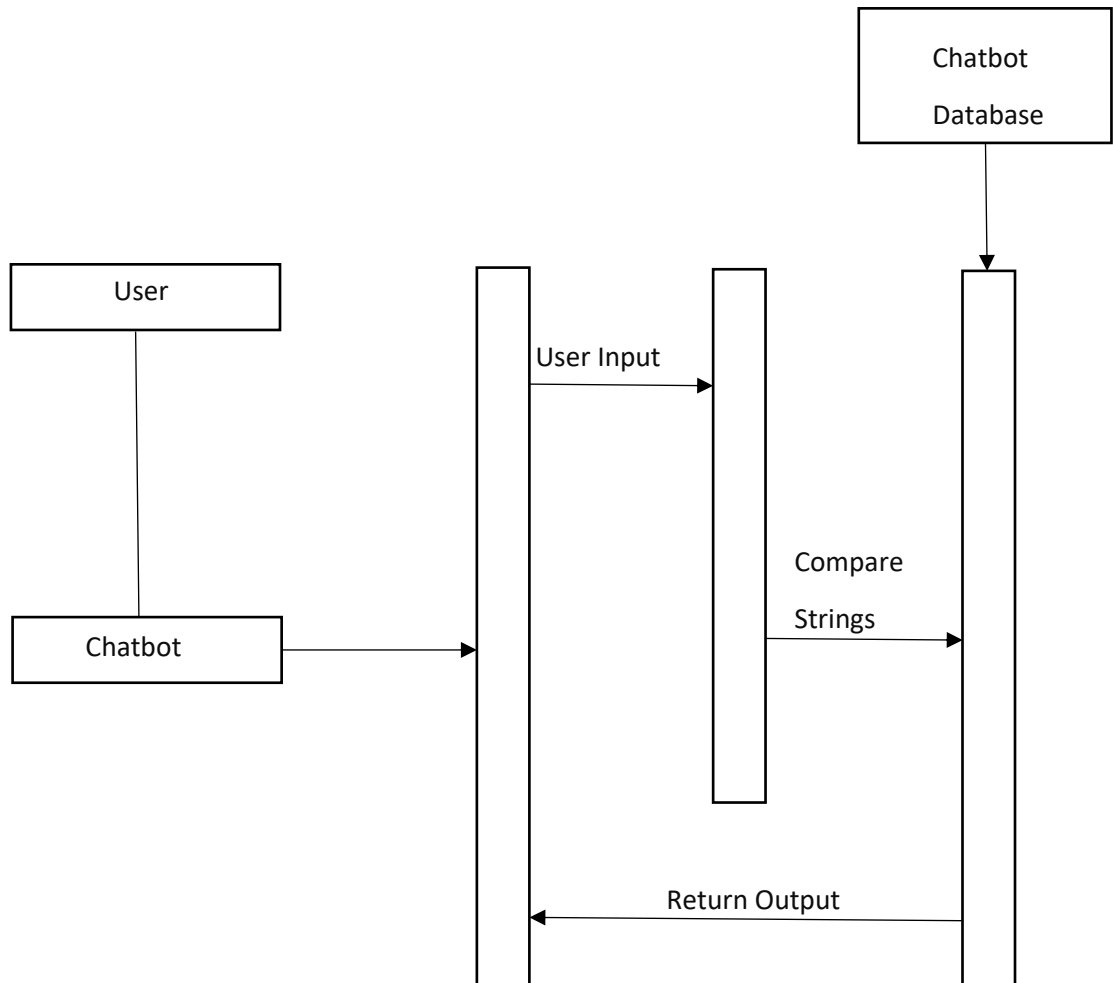 Chatbot
Database
User
User Input
Compare
Strings
Chatbot
Return Output